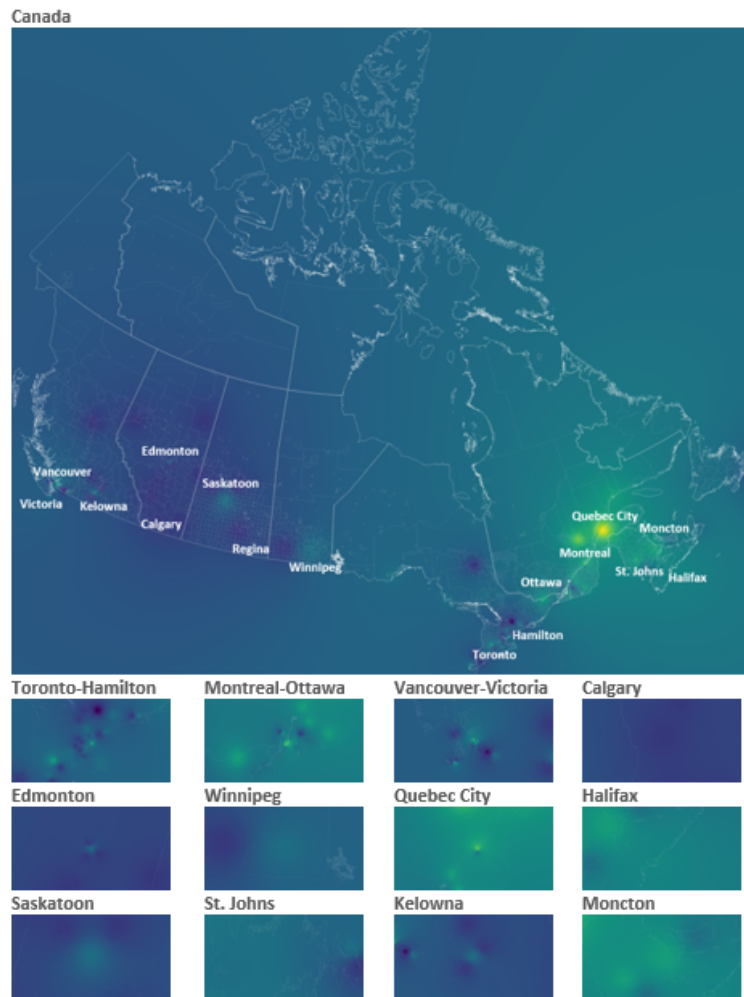 Canada
Edmonton
Vancouver
Saskatoon
Victoria
Kelowna
Calgary
Quebec City
Moncton
Regina
Montreal
Winnipeg
St. Johns
Halifax
Ottawa
Hamilton
Toronto
Toronto-Hamilton Montreal-Ottawa Vancouver-Victoria Calgary
Edmonton Winnipeg Quebec City Halifax
Saskatoon St. Johns Kelowna Moncton